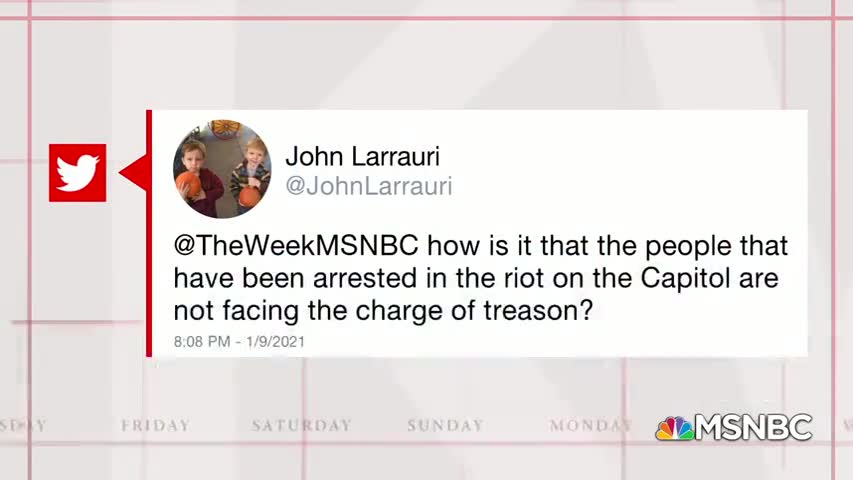 John Larrauri
@JohnLarrauri
@TheWeekMSNBC how is it that the people that
have been arrested in the riot on the Capitol are
not facing the charge of treason?
8:08 PM - 1/9/2021
FRIDAY SATURDAY SUNDAY MONDAY
MSNBC